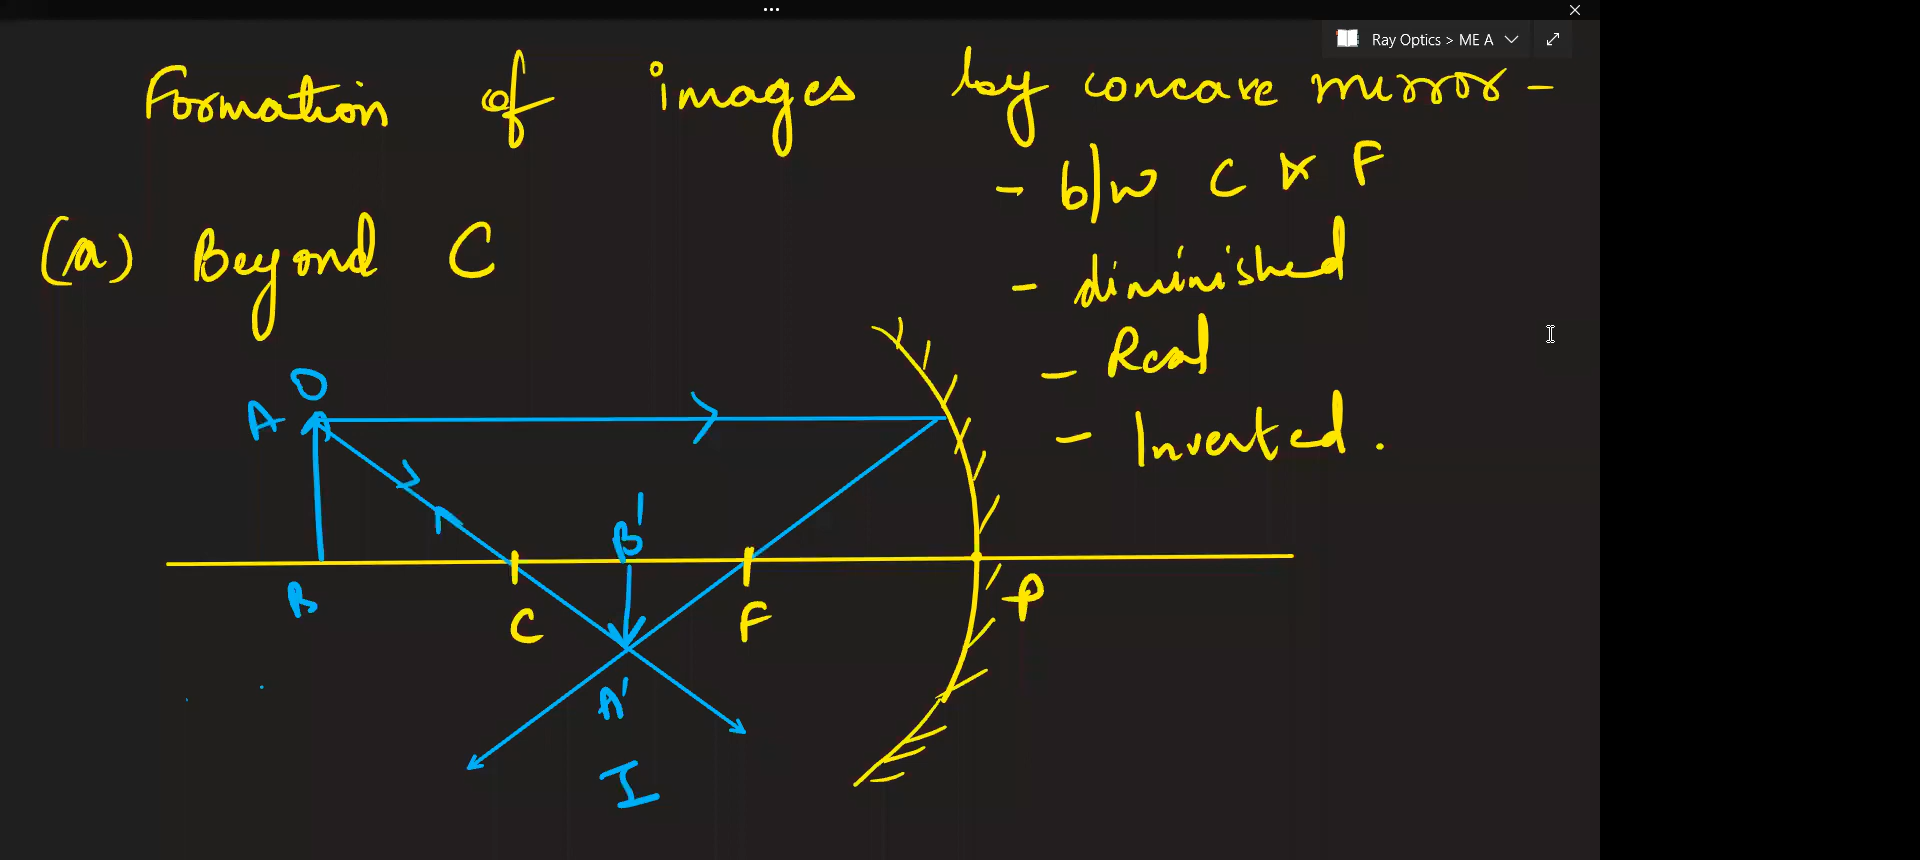 ...
Ray Optics > ME A
Formation of images by concave mirror -
- b/w C & F
(a) Beyond C
- diminished
- Real
- Inverted.
O
A
B'
B
C
F
P
A'
I